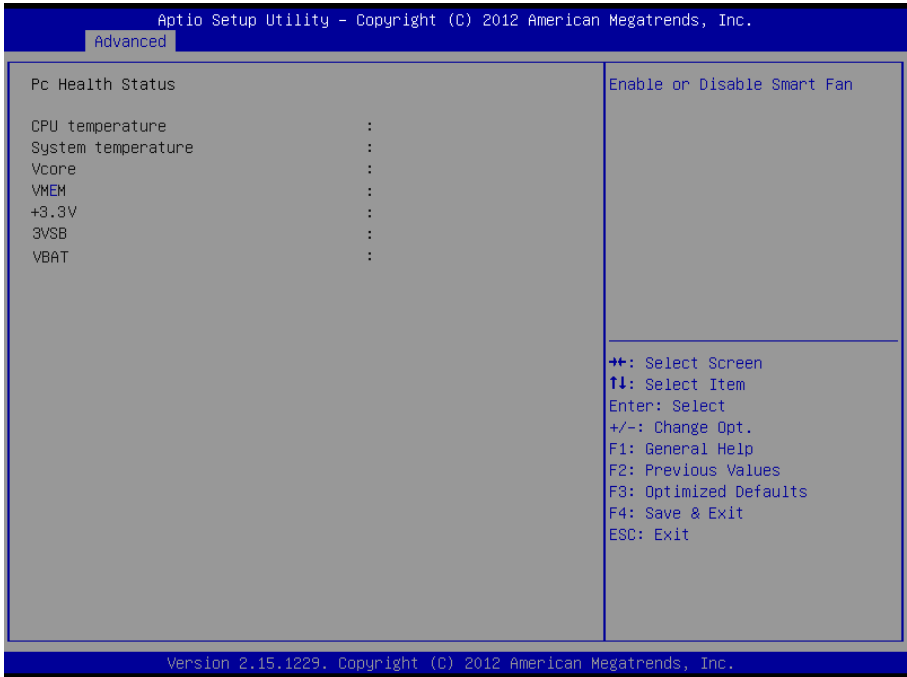 Aptio Setup Utility – Copyright (C) 2012 American Megatrends, Inc.
Advanced
Pc Health Status
CPU temperature :
System temperature :
Vcore :
VMEM :
+3.3V :
3VSB :
VBAT :
Enable or Disable Smart Fan
→←: Select Screen
↑↓: Select Item
Enter: Select
+/-: Change Opt.
F1: General Help
F2: Previous Values
F3: Optimized Defaults
F4: Save & Exit
ESC: Exit
Version 2.15.1229. Copyright (C) 2012 American Megatrends, Inc.